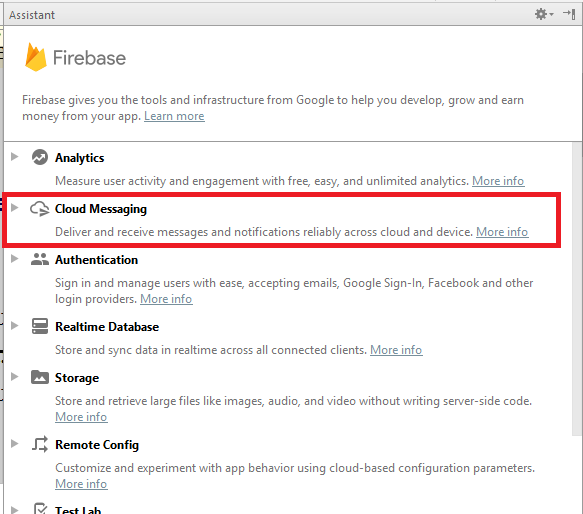 Assistant
Firebase
Firebase gives you the tools and infrastructure from Google to help you develop, grow and earn
money from your app. Learn more
Analytics
Measure user activity and engagement with free, easy, and unlimited analytics. More info
Cloud Messaging
Deliver and receive messages and notifications reliably across cloud and device. More info
Authentication
Sign in and manage users with ease, accepting emails, Google Sign-In, Facebook and other
login providers. More info
Realtime Database
Store and sync data in realtime across all connected clients. More info
Storage
Store and retrieve large files like images, audio, and video without writing server-side code.
More info
Remote Config
Customize and experiment with app behavior using cloud-based configuration parameters.
More info
Test Lab